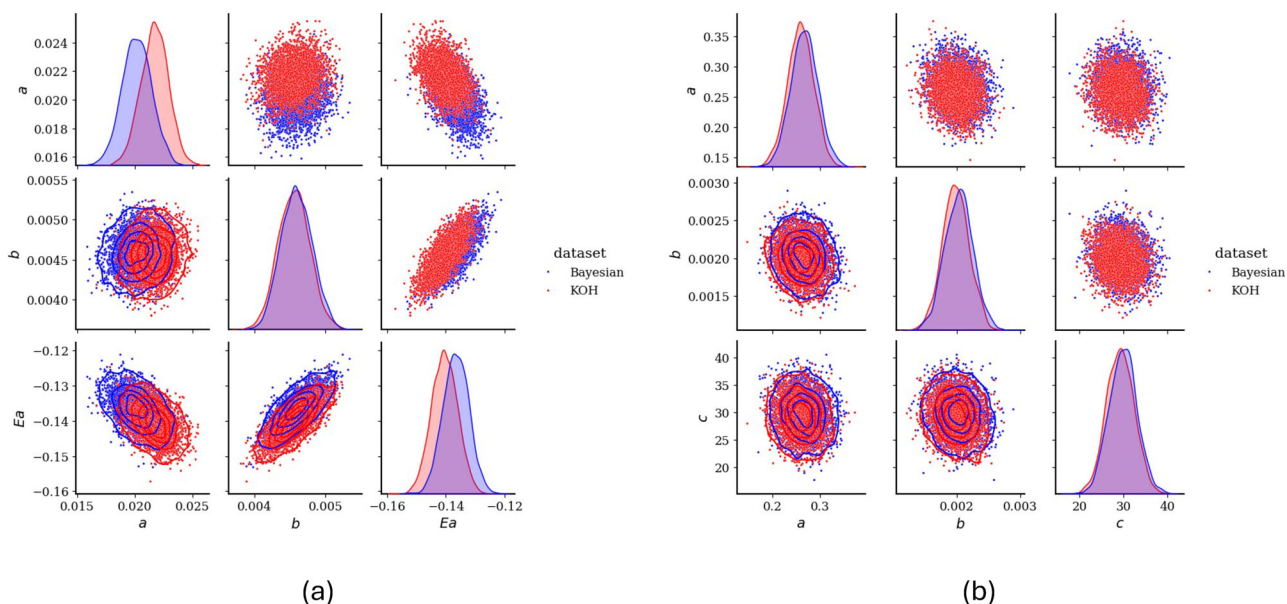 0.024
0.022
0.020
0.018
0.016
a
0.0055
0.0050
0.0045
0.0040
b
−0.12
−0.13
−0.14
−0.15
−0.16
Ea
0.015 0.020 0.025
a
0.004 0.005
b
−0.16 −0.14 −0.12
Ea
dataset
Bayesian
KOH
(a)
0.35
0.30
0.25
0.20
0.15
a
0.0030
0.0025
0.0020
0.0015
b
40
35
30
25
20
c
0.2 0.3
a
0.002 0.003
b
20 30 40
c
dataset
Bayesian
KOH
(b)